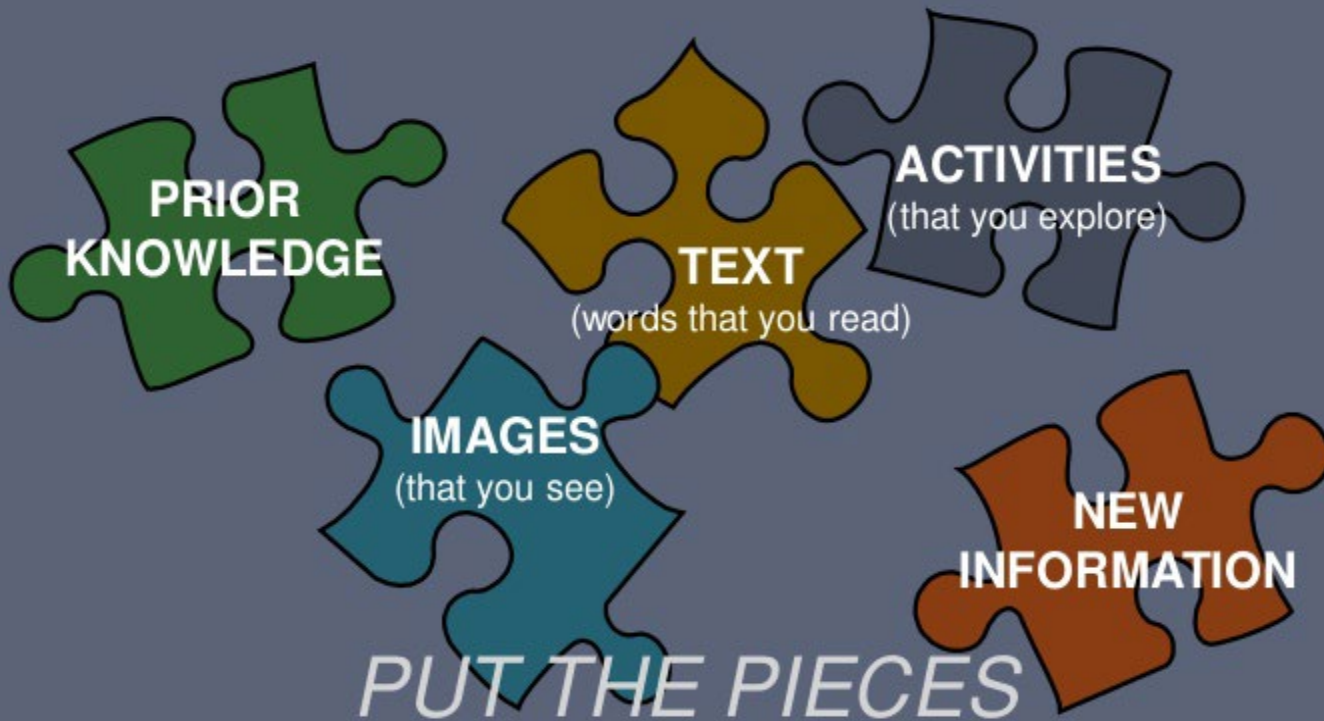 PRIOR
KNOWLEDGE
TEXT
(words that you read)
ACTIVITIES
(that you explore)
IMAGES
(that you see)
NEW
INFORMATION
PUT THE PIECES